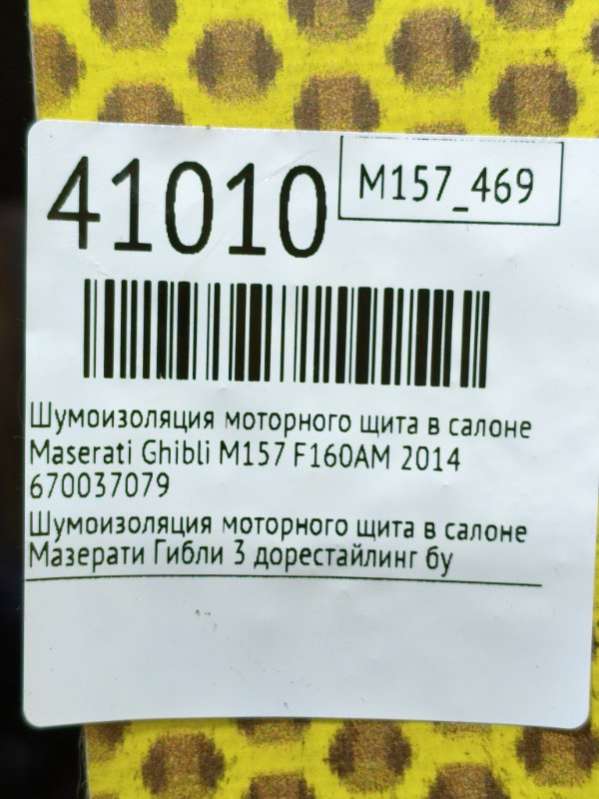 41010
M157_469
Шумоизоляция моторного щита в салоне
Maserati Ghibli M157 F160AM 2014
670037079
Шумоизоляция моторного щита в салоне
Мазерати Гибли 3 дорестайлинг бу